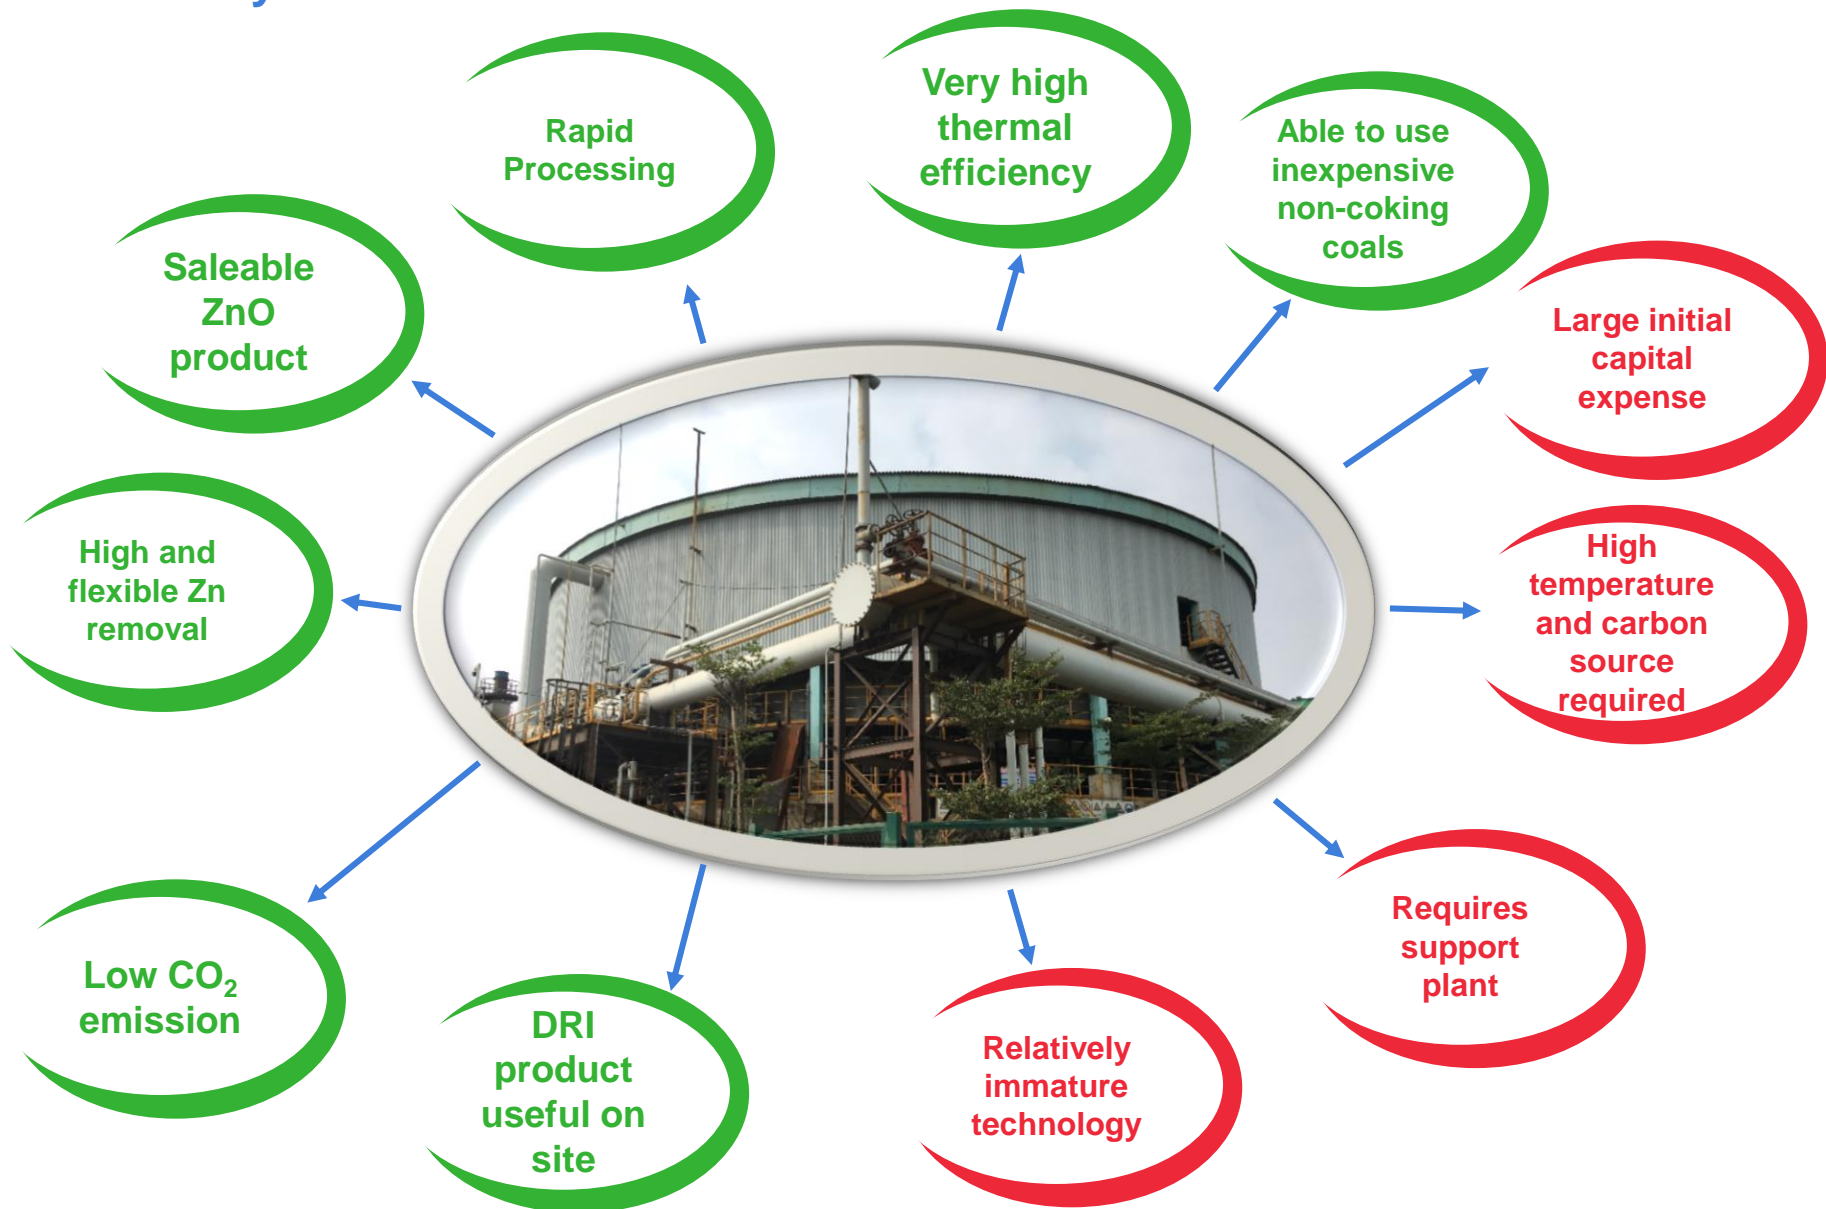 Very high
thermal
efficiency
Rapid
Processing
Able to use
inexpensive
non-coking
coals
Saleable
ZnO
product
Large initial
capital
expense
High and
flexible Zn
removal
High
temperature
and carbon
source
required
Requires
support
plant
Low CO₂
emission
DRI
product
useful on
site
Relatively
immature
technology